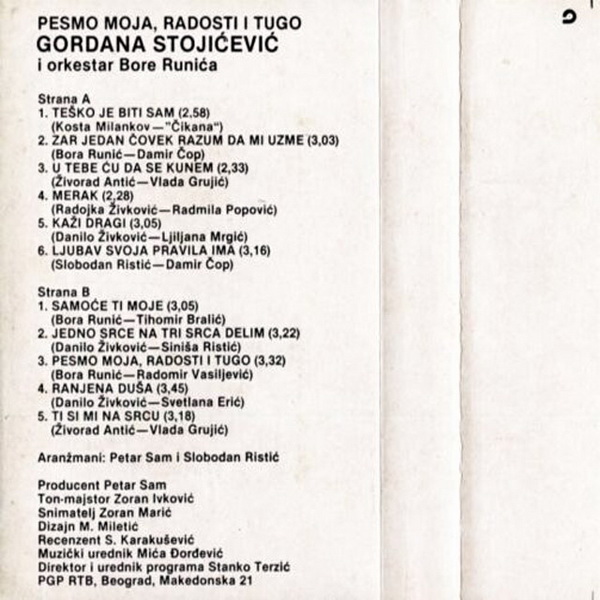 PESMO MOJA, RADOSTI I TUGO
GORDANA STOJIĆEVIĆ
i orkestar Bore Runića
Strana A
1. TEŠKO JE BITI SAM (2,58)
(Kosta Milankov—"Čikana“)
2. ZAR JEDAN ČOVEK RAZUM DA MI UZME (3,03)
(Bora Runić—Damir Čop)
3. U TEBE ĆU DA SE KUNEM (2,33)
(Živorad Antić—Vlada Grujić)
4. MERAK (2,28)
(Radojka Živković—Radmila Popović)
5. KAŽI DRAGI (3,05)
(Danilo Živković—Ljiljana Mrgić)
6. LJUBAV SVOJA PRAVILA IMA (3,16)
(Slobodan Ristić—Damir Čop)
Strana B
1. SAMOĆE TI MOJE (3,05)
(Bora Runić—Tihomir Bralić)
2. JEDNO SRCE NA TRI SRCA DELIM (3,22)
(Danilo Živković—Siniša Ristić)
3. PESMO MOJA, RADOSTI I TUGO (3,32)
(Bora Runić—Radomir Vasiljević)
4. RANJENA DUŠA (3,45)
(Danilo Živković—Svetlana Erić)
5. TI SI MI NA SRCU (3,18)
(Živorad Antić—Vlada Grujić)
Aranžmani: Petar Sam i Slobodan Ristić
Producent Petar Sam
Ton-majstor Zoran Ivković
Snimatelj Zoran Marić
Dizajn M. Miletić
Recenzent S. Karakušević
Muzički urednik Mića Đorđević
Direktor i urednik programa Stanko Terzić
PGP RTB, Beograd, Makedonska 21